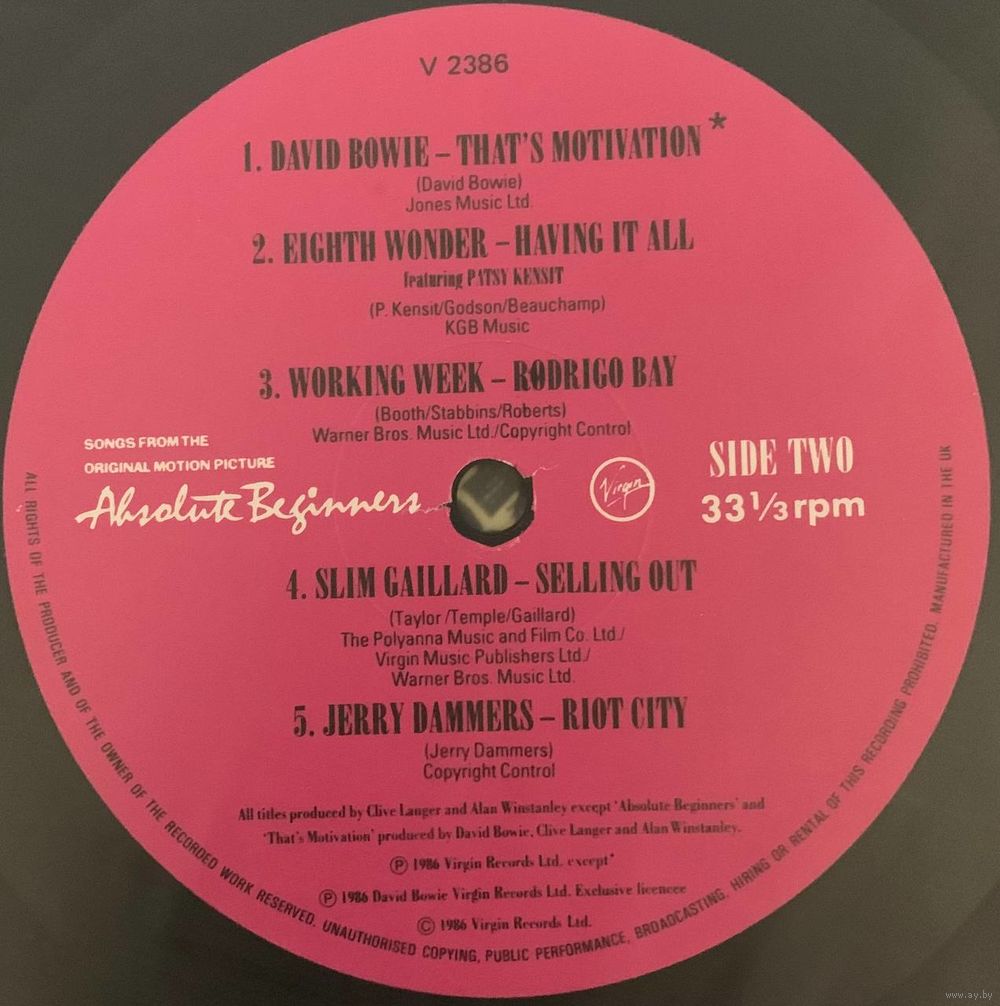 V 2386
1. DAVID BOWIE – THAT'S MOTIVATION *
(David Bowie)
Jones Music Ltd.
2. EIGHTH WONDER – HAVING IT ALL
featuring PATSY KENSIT
(P. Kensit/Godson/Beauchamp)
KGB Music
3. WORKING WEEK – RODRIGO BAY
(Booth/Stabbins/Roberts)
Warner Bros. Music Ltd./Copyright Control
SONGS FROM THE
ORIGINAL MOTION PICTURE
Absolute Beginners
Virgin
SIDE TWO
33 1/3 rpm
4. SLIM GAILLARD – SELLING OUT
(Taylor /Temple/Gaillard)
The Polyanna Music and Film Co. Ltd./
Virgin Music Publishers Ltd./
Warner Bros. Music Ltd.
5. JERRY DAMMERS – RIOT CITY
(Jerry Dammers)
Copyright Control
All titles produced by Clive Langer and Alan Winstanley except 'Absolute Beginners' and
'That's Motivation' produced by David Bowie, Clive Langer and Alan Winstanley.
Ⓟ 1986 Virgin Records Ltd. except*
Ⓟ 1986 David Bowie Virgin Records Ltd. Exclusive licencee
© 1986 Virgin Records Ltd.
ALL RIGHTS OF THE PRODUCER AND OF THE OWNER OF THE RECORDED WORK RESERVED. UNAUTHORISED COPYING, PUBLIC PERFORMANCE, BROADCASTING, HIRING OR RENTAL OF THIS RECORDING PROHIBITED. MANUFACTURED IN THE UK
www.ay.by